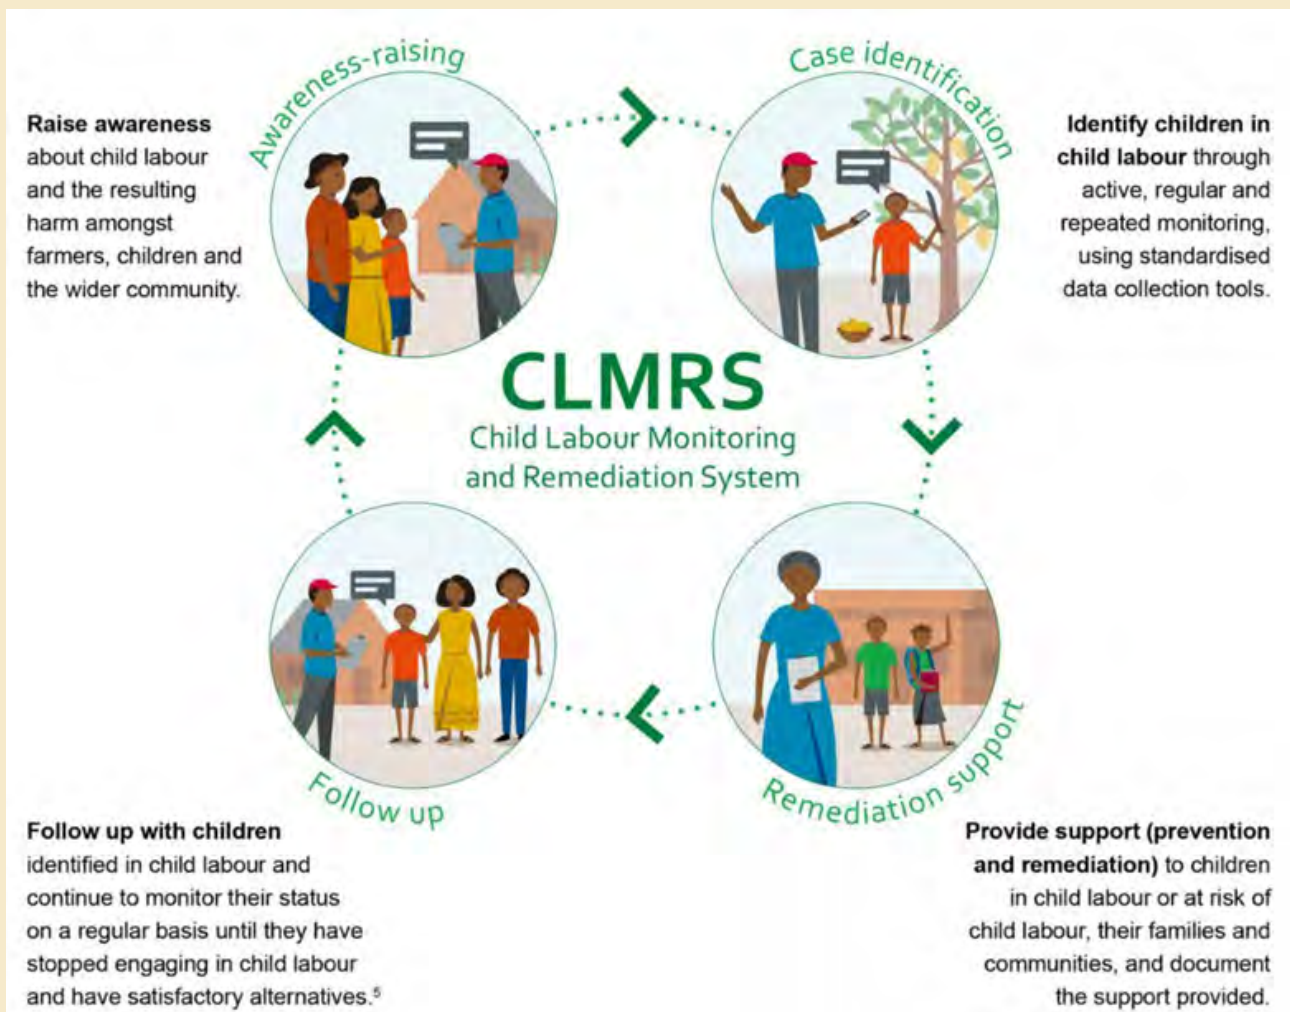 Awareness-raising
Raise awareness
about child labour
and the resulting
harm amongst
farmers, children and
the wider community.
Case identification
Identify children in
child labour through
active, regular and
repeated monitoring,
using standardised
data collection tools.
CLMRS
Child Labour Monitoring
and Remediation System
Follow up
Follow up with children
identified in child labour and
continue to monitor their status
on a regular basis until they have
stopped engaging in child labour
and have satisfactory alternatives.⁵
Remediation support
Provide support (prevention
and remediation) to children
in child labour or at risk of
child labour, their families and
communities, and document
the support provided.